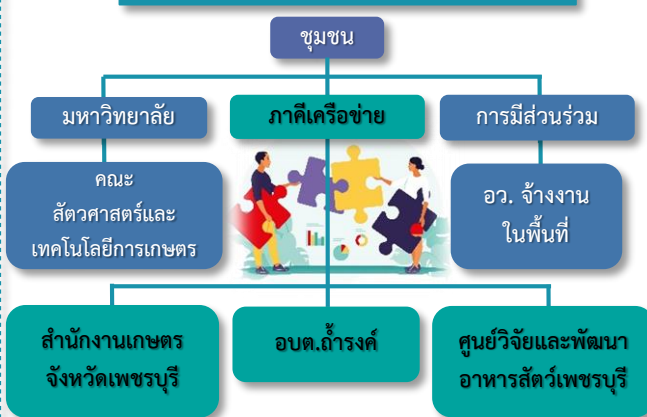 ชุมชน
มหาวิทยาลัย
ภาคีเครือข่าย
การมีส่วนร่วม
คณะ
สัตวศาสตร์และ
เทคโนโลยีการเกษตร
อว. จ้างงาน
ในพื้นที่
สำนักงานเกษตร
จังหวัดเพชรบุรี
อบต.ถ้ำรงค์
ศูนย์วิจัยและพัฒนา
อาหารสัตว์เพชรบุรี